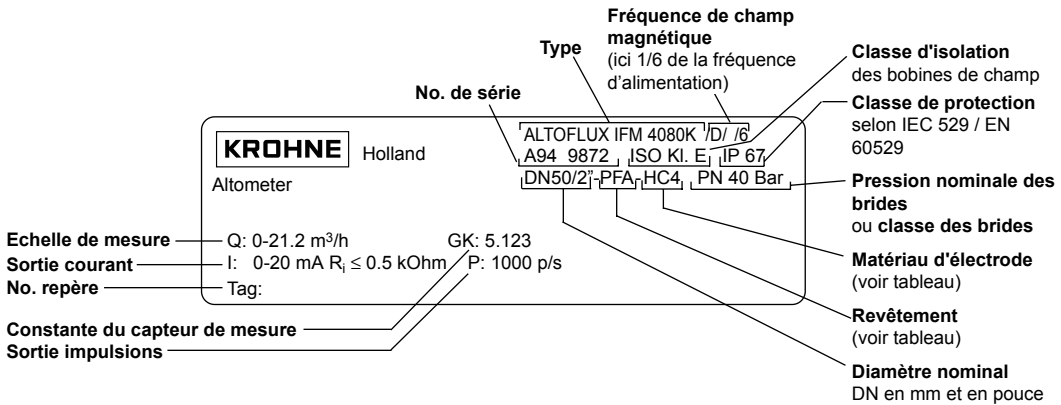 Fréquence de champ
magnétique
(ici 1/6 de la fréquence
d'alimentation)
Type
No. de série
Classe d'isolation
des bobines de champ
Classe de protection
selon IEC 529 / EN
60529
Pression nominale des
brides
ou classe des brides
Matériau d'électrode
(voir tableau)
Revêtement
(voir tableau)
Diamètre nominal
DN en mm et en pouce
KROHNE Holland
ALTOFLUX IFM 4080K /D/ /6
A94 9872 ISO Kl. E IP 67
Altometer
DN50/2"-PFA-HC4 PN 40 Bar
Echelle de mesure
Q: 0-21.2 m³/h GK: 5.123
Sortie courant
I: 0-20 mA Ri ≤ 0.5 kOhm P: 1000 p/s
No. repère
Tag:
Constante du capteur de mesure
Sortie impulsions